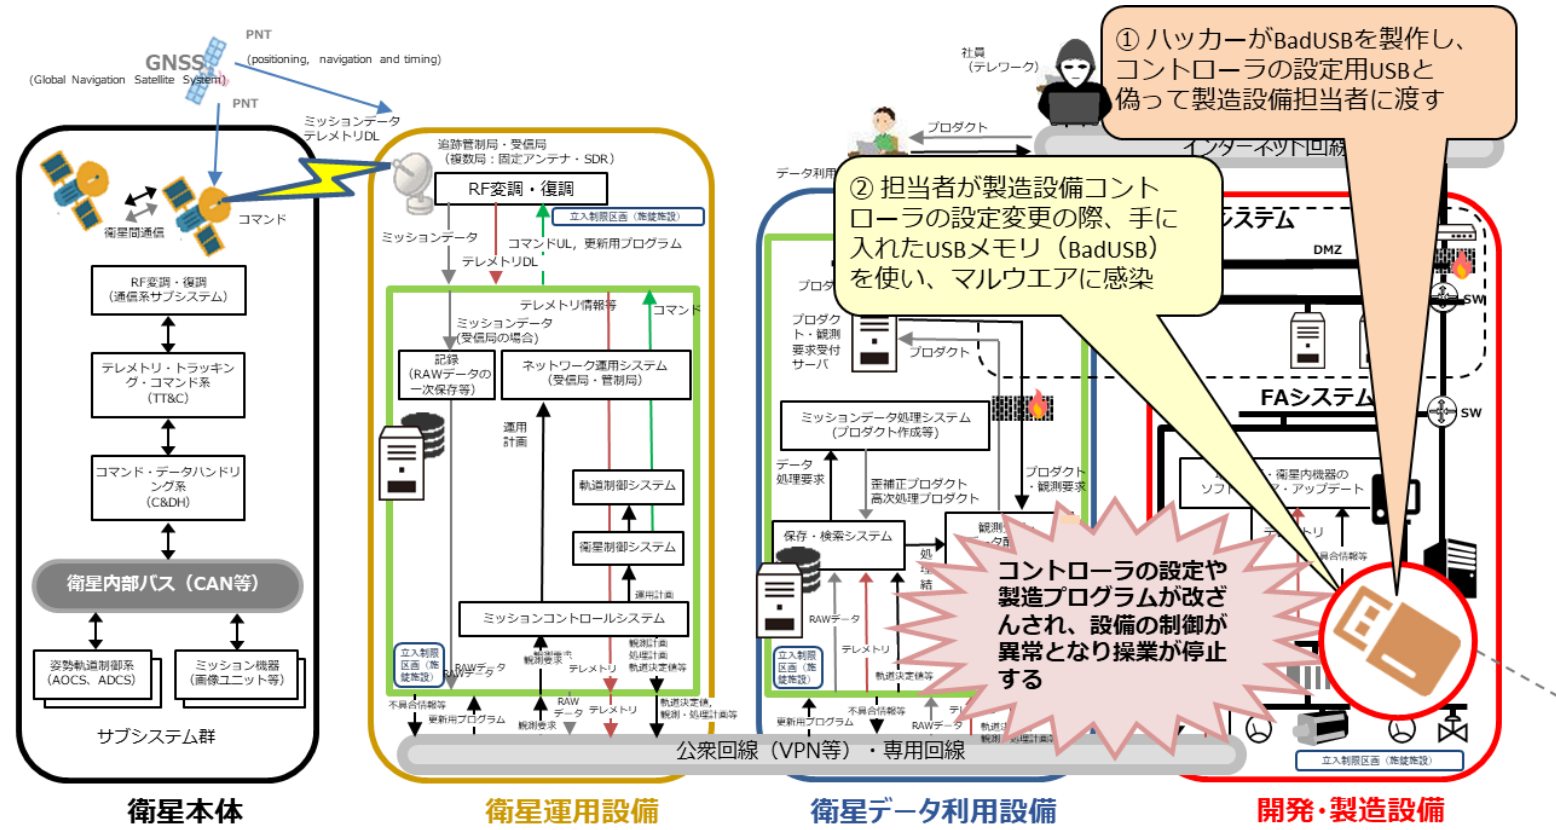 PNT
GNSS
(positioning, navigation and timing)
(Global Navigation Satellite System)
PNT
ミッションデータ
テレメトリDL
衛星間通信
コマンド
RF変調・復調
（通信系サブシステム）
テレメトリ・トラッキン
グ・コマンド系
（TT&C）
コマンド・データハンドリ
ング系
（C&DH）
衛星内部バス（CAN等）
姿勢軌道制御系
（AOCS、ADCS）
ミッション機器
（画像ユニット等）
サブシステム群
衛星本体
追跡管制局・受信局
（複数局：固定アンテナ・SDR）
RF変調・復調
立入制限区画（施錠施設）
ミッションデータ
コマンドUL，更新用プログラム
テレメトリDL
テレメトリ情報等
コマンド
ミッションデータ
（受信局の場合）
記録
（RAWデータの
一次保存等）
ネットワーク運用システム
（受信局・管制局）
運用
計画
軌道制御システム
衛星制御システム
運用計画
ミッションコントロールシステム
立入制限
区画（施
錠施設）
RAWデータ
観測要求
テレメトリ
観測計画
処理計画
軌道決定値等
不具合情報等
更新用プログラム
観測要求
RAW
データ
テレメトリ
軌道決定値，
観測・処理計画等
公衆回線（VPN等）・専用回線
衛星運用設備
社員
（テレワーク）
プロダクト
インターネット回線
データ利用
プロダクト
・観測
要求受付
サーバ
プロダクト
ミッションデータ処理システム
（プロダクト作成等）
データ
処理要求
歪補正プロダクト
高次処理プロダクト
プロダクト
・観測要求
保存・検索システム
RAWデータ
テレメトリ
軌道決定値等
立入制限
区画（施
錠施設）
更新用プログラム
不具合情報等
RAW
データ
衛星データ利用設備
① ハッカーがBadUSBを製作し、
コントローラの設定用USBと
偽って製造設備担当者に渡す
② 担当者が製造設備コント
ローラの設定変更の際、手に
入れたUSBメモリ（BadUSB）
を使い、マルウエアに感染
システム
DMZ
SW
FAシステム
SW
・衛星内機器の
ア・アップデート
不具合情報等
コントローラの設定や
製造プログラムが改ざ
んされ、設備の制御が
異常となり操業が停止
する
立入制限区画（施錠施設）
開発・製造設備